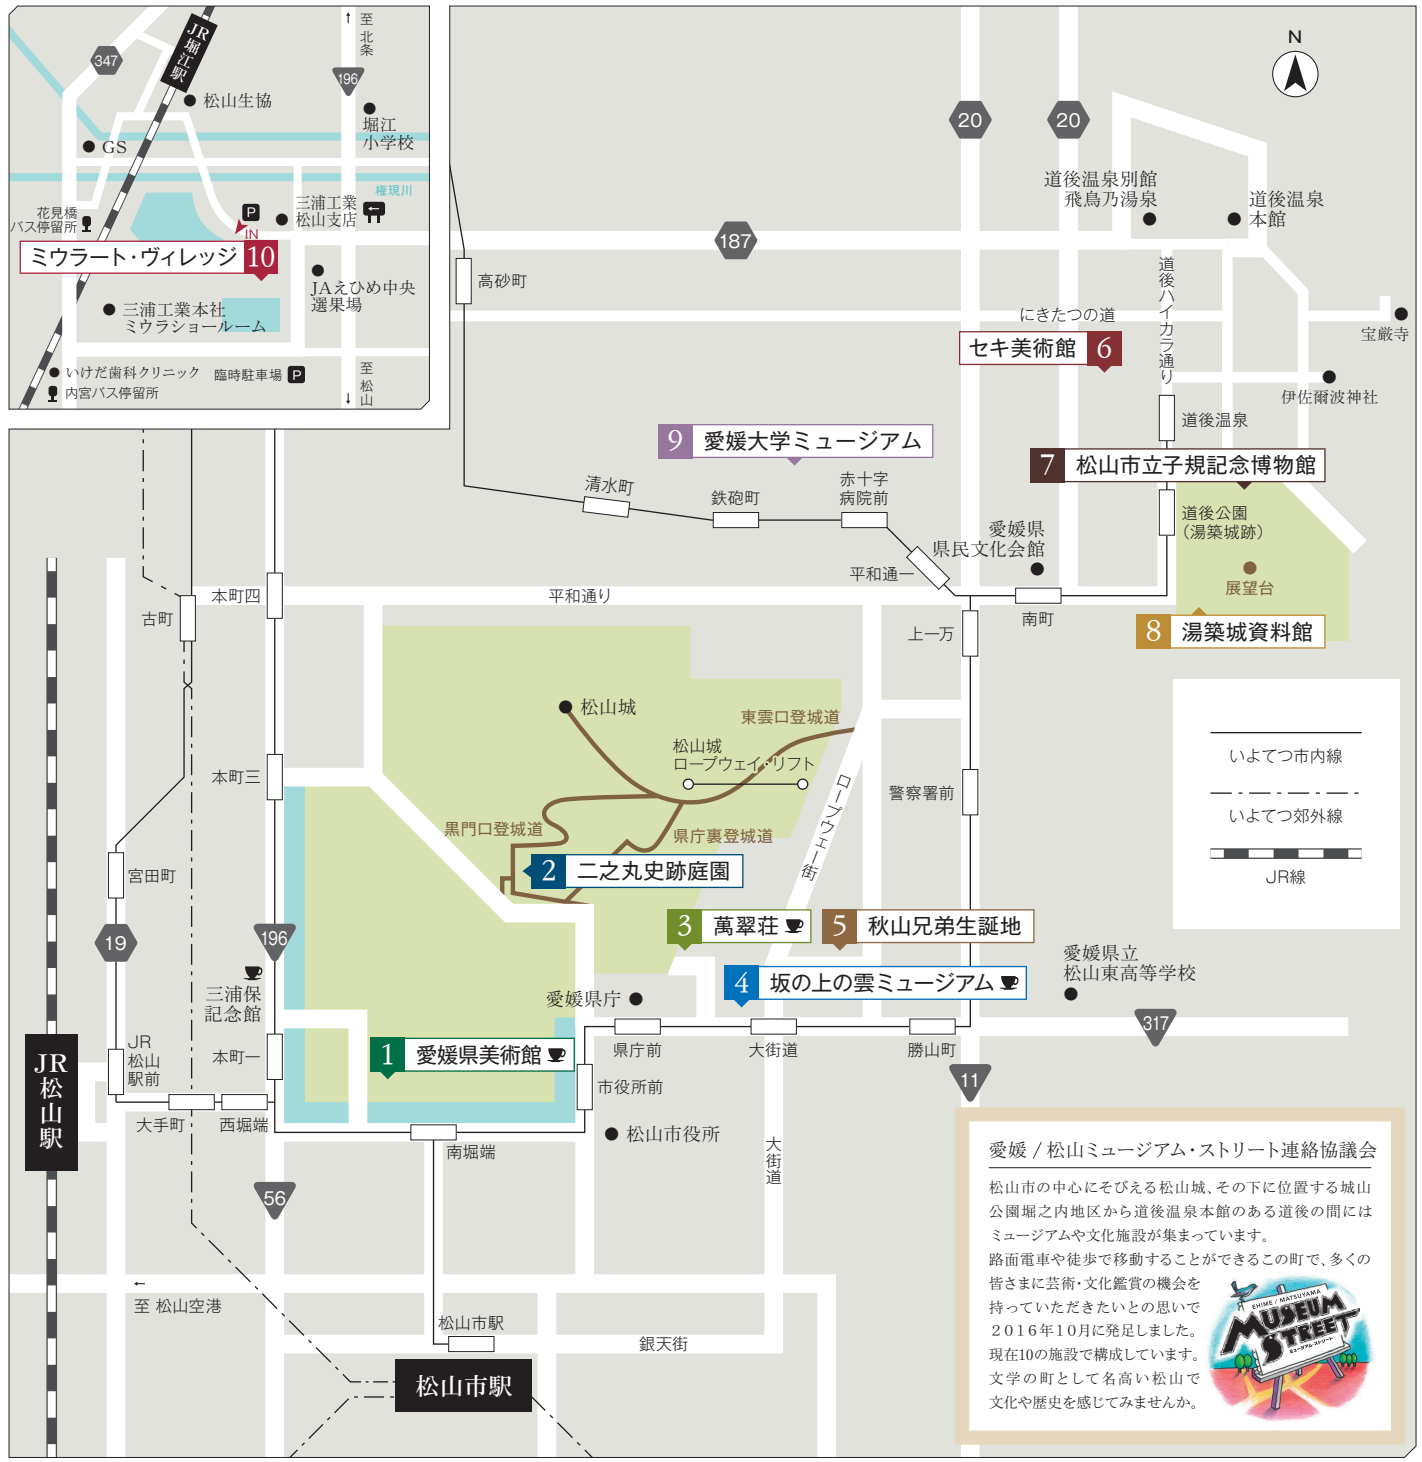 347
JR堀江駅
↑至北条
196
松山生協
堀江
小学校
GS
権現川
花見橋
バス停留所
P
IN
三浦工業
松山支店
ミウラート・ヴィレッジ 10
JAえひめ中央
選果場
三浦工業本社
ミウラショールーム
いけだ歯科クリニック
臨時駐車場 P
内宮バス停留所
↓至松山
N
20
20
187
道後温泉別館
飛鳥乃湯泉
道後温泉
本館
高砂町
道後ハイカラ通り
にきたつの道
宝厳寺
セキ美術館 6
伊佐爾波神社
道後温泉
9 愛媛大学ミュージアム
7 松山市立子規記念博物館
清水町
鉄砲町
赤十字
病院前
道後公園
(湯築城跡)
愛媛県
県民文化会館
平和通一
展望台
本町四
平和通り
古町
上一万
南町
8 湯築城資料館
松山城
東雲口登城道
松山城
ロープウェイ・リフト
本町三
ロープウェー街
警察署前
いよてつ市内線
いよてつ郊外線
JR線
黒門口登城道
県庁裏登城道
2 二之丸史跡庭園
宮田町
3 萬翠荘
5 秋山兄弟生誕地
19
196
愛媛県立
松山東高等学校
三浦保
記念館
4 坂の上の雲ミュージアム
愛媛県庁
317
JR
松山
駅前
本町一
1 愛媛県美術館
県庁前
大街道
勝山町
JR松山駅
11
市役所前
大手町
西堀端
南堀端
松山市役所
大街道
56
← 至 松山空港
松山市駅
銀天街
松山市駅
愛媛 / 松山ミュージアム・ストリート連絡協議会
松山市の中心にそびえる松山城、その下に位置する城山
公園堀之内地区から道後温泉本館のある道後の間には
ミュージアムや文化施設が集まっています。
路面電車や徒歩で移動することができるこの町で、多くの
皆さまに芸術・文化鑑賞の機会を
持っていただきたいとの思いで
2016年10月に発足しました。
現在10の施設で構成しています。
文学の町として名高い松山で
文化や歴史を感じてみませんか。
EHIME / MATSUYAMA
MUSEUM
STREET
ミュージアム・ストリート